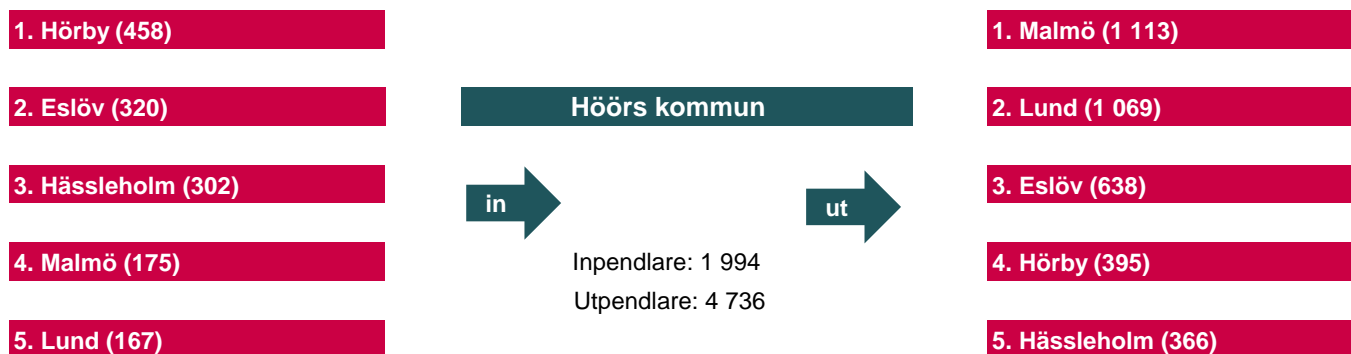 1. Hörby (458)
2. Eslöv (320)
3. Hässleholm (302)
4. Malmö (175)
5. Lund (167)
Höörs kommun
in
ut
Inpendlare: 1 994
Utpendlare: 4 736
1. Malmö (1 113)
2. Lund (1 069)
3. Eslöv (638)
4. Hörby (395)
5. Hässleholm (366)